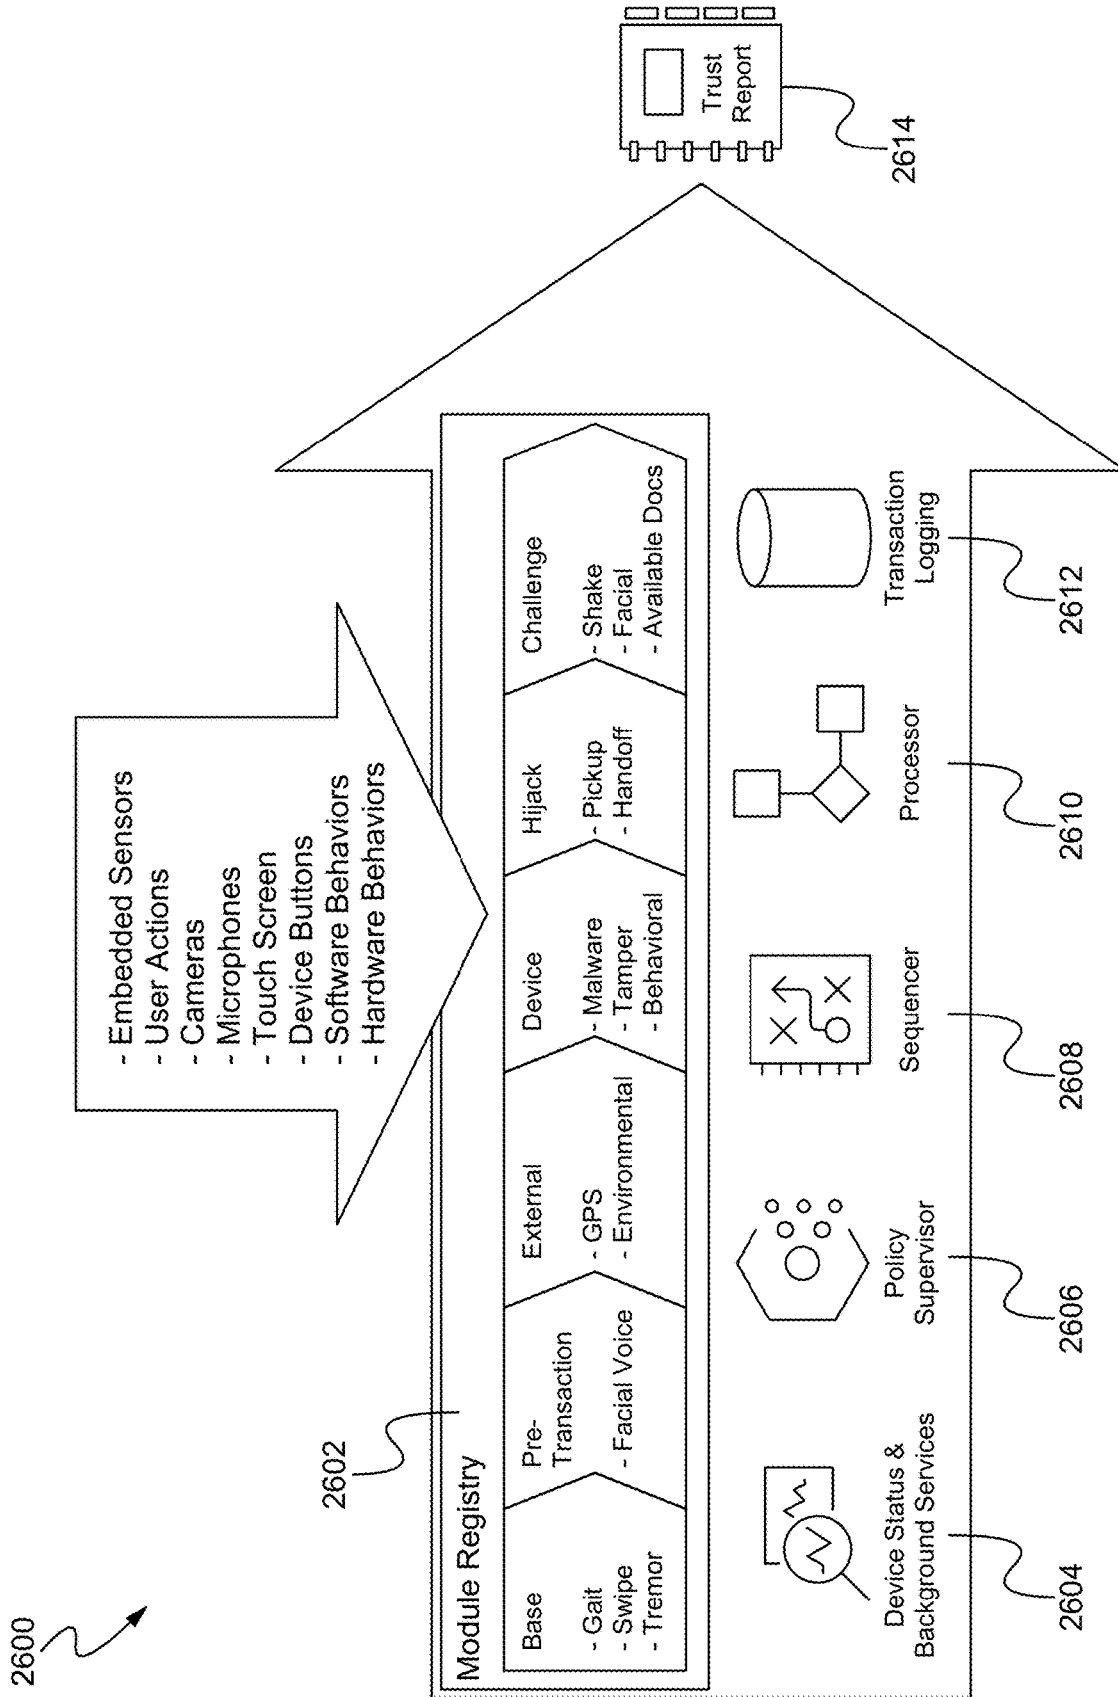 2600
- Embedded Sensors
- User Actions
- Cameras
- Microphones
- Touch Screen
- Device Buttons
- Software Behaviors
- Hardware Behaviors
2602
Module Registry
Base
- Gait
- Swipe
- Tremor
Pre-
Transaction
- Facial Voice
External
- GPS
- Environmental
Device
- Malware
- Tamper
- Behavioral
Hijack
- Pickup
- Handoff
Challenge
- Shake
- Facial
- Available Docs
Trust
Report
2614
Device Status &
Background Services
2604
Policy
Supervisor
2606
Sequencer
2608
Processor
2610
Transaction
Logging
2612